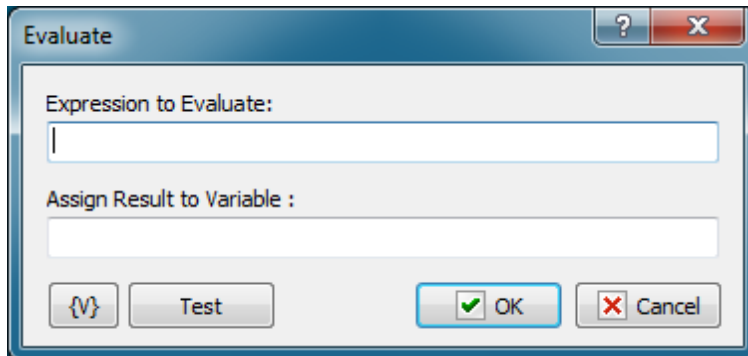 Evaluate
?
Expression to Evaluate:
Assign Result to Variable :
{V} Test OK Cancel